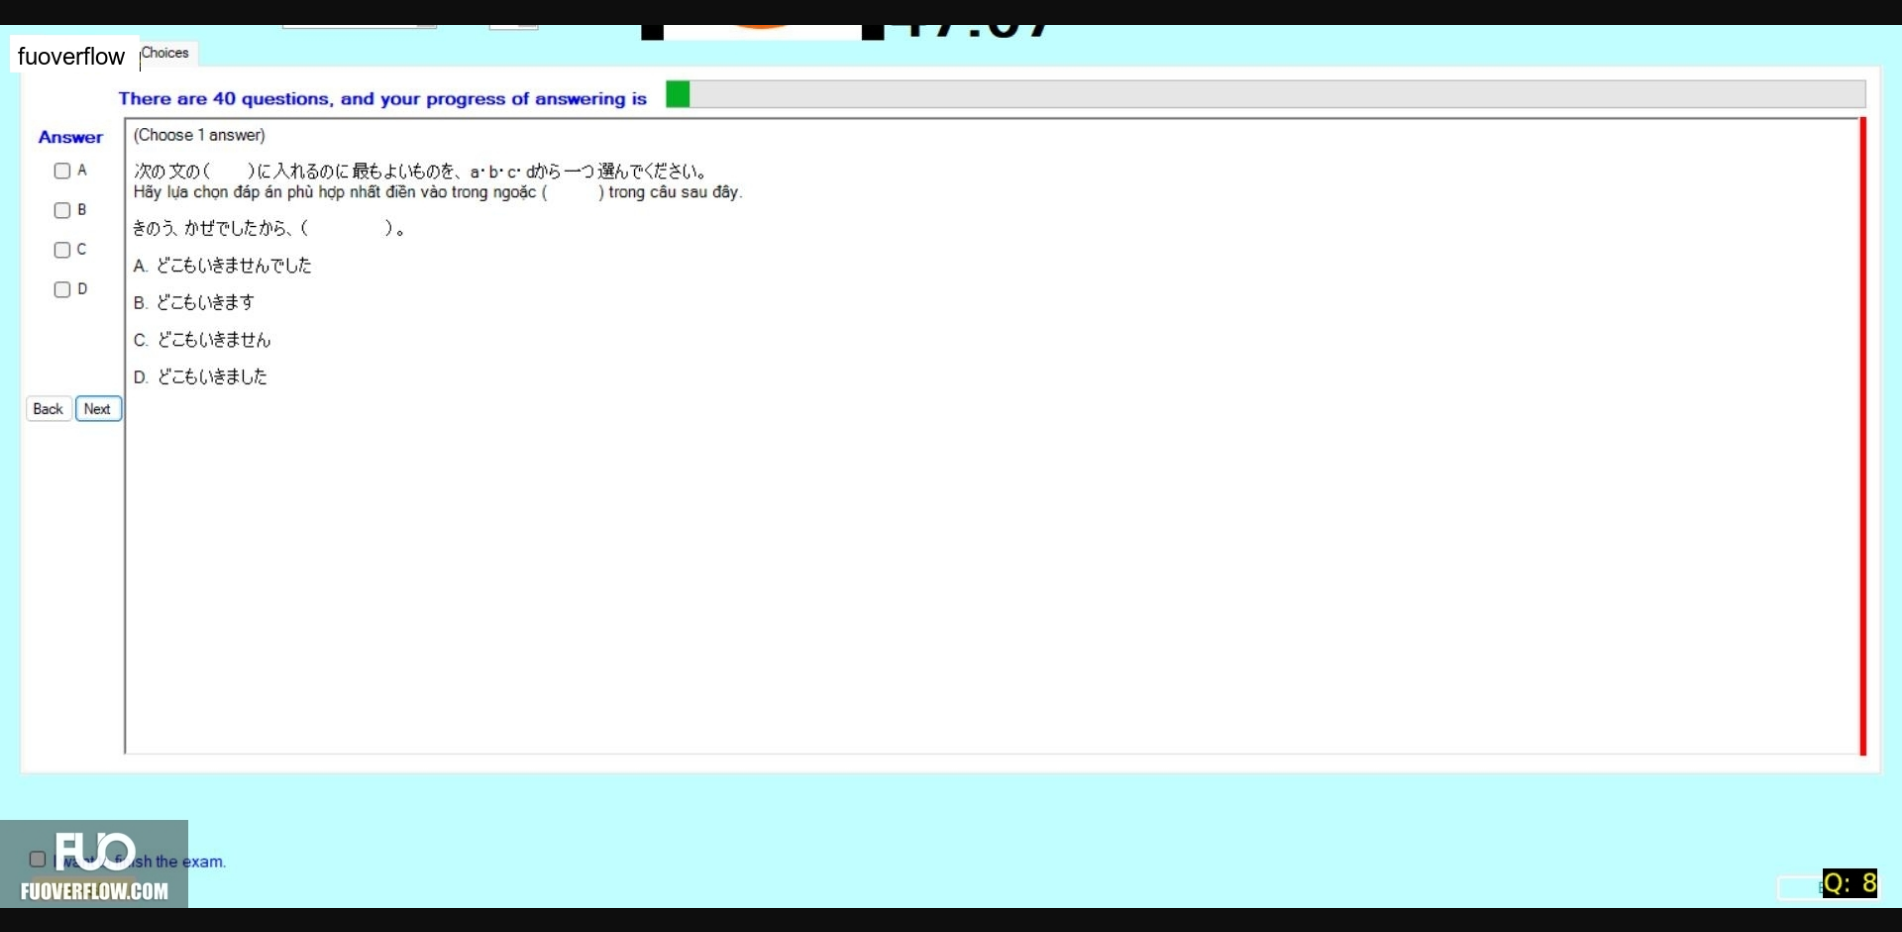 fuoverflow
Choices
There are 40 questions, and your progress of answering is
Answer
(Choose 1 answer)
A
次の文の(　　)に入れるのに最もよいものを、a・b・c・dから一つ選んでください。
Hãy lựa chọn đáp án phù hợp nhất điền vào trong ngoặc (　　) trong câu sau đây.
B
きのう、かぜでしたから、(　　　　)。
C
A. どこもいきませんでした
D
B. どこもいきます
C. どこもいきません
D. どこもいきました
Back Next
FUO
finish the exam.
FUOVERFLOW.COM
Q: 8